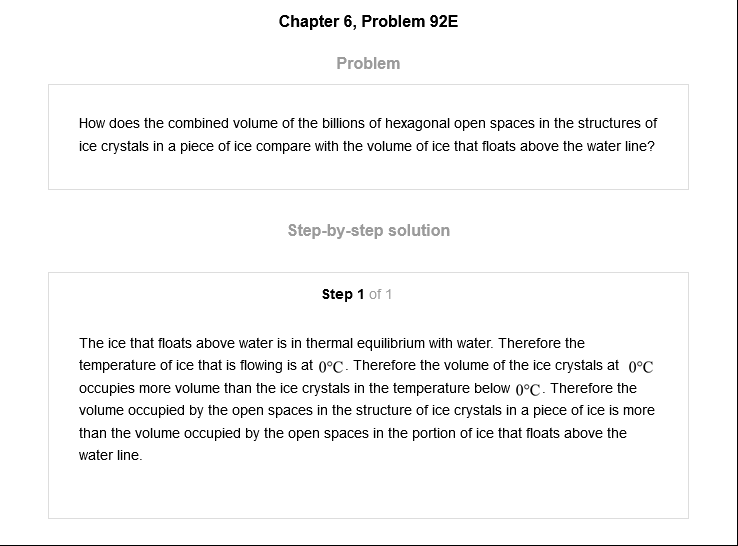 Chapter 6, Problem 92E
Problem
How does the combined volume of the billions of hexagonal open spaces in the structures of
ice crystals in a piece of ice compare with the volume of ice that floats above the water line?
Step-by-step solution
Step 1 of 1
The ice that floats above water is in thermal equilibrium with water. Therefore the
temperature of ice that is flowing is at 0°C. Therefore the volume of the ice crystals at 0°C
occupies more volume than the ice crystals in the temperature below 0°C. Therefore the
volume occupied by the open spaces in the structure of ice crystals in a piece of ice is more
than the volume occupied by the open spaces in the portion of ice that floats above the
water line.